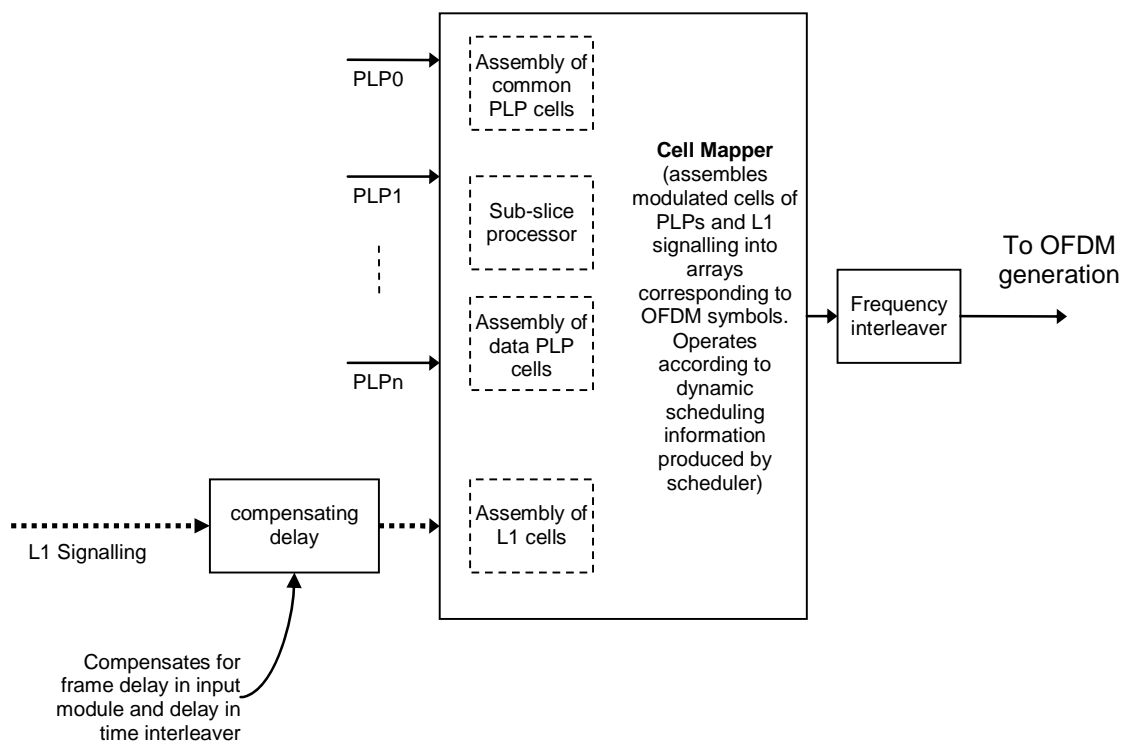 PLP0
Assembly of
common
PLP cells
PLP1
Sub-slice
processor
Assembly of
data PLP
cells
PLPn
Cell Mapper
(assembles
modulated cells of
PLPs and L1
signalling into
arrays
corresponding to
OFDM symbols.
Operates
according to
dynamic
scheduling
information
produced by
scheduler)
To OFDM
generation
Frequency
interleaver
L1 Signalling
compensating
delay
Assembly of
L1 cells
Compensates for
frame delay in input
module and delay in
time interleaver